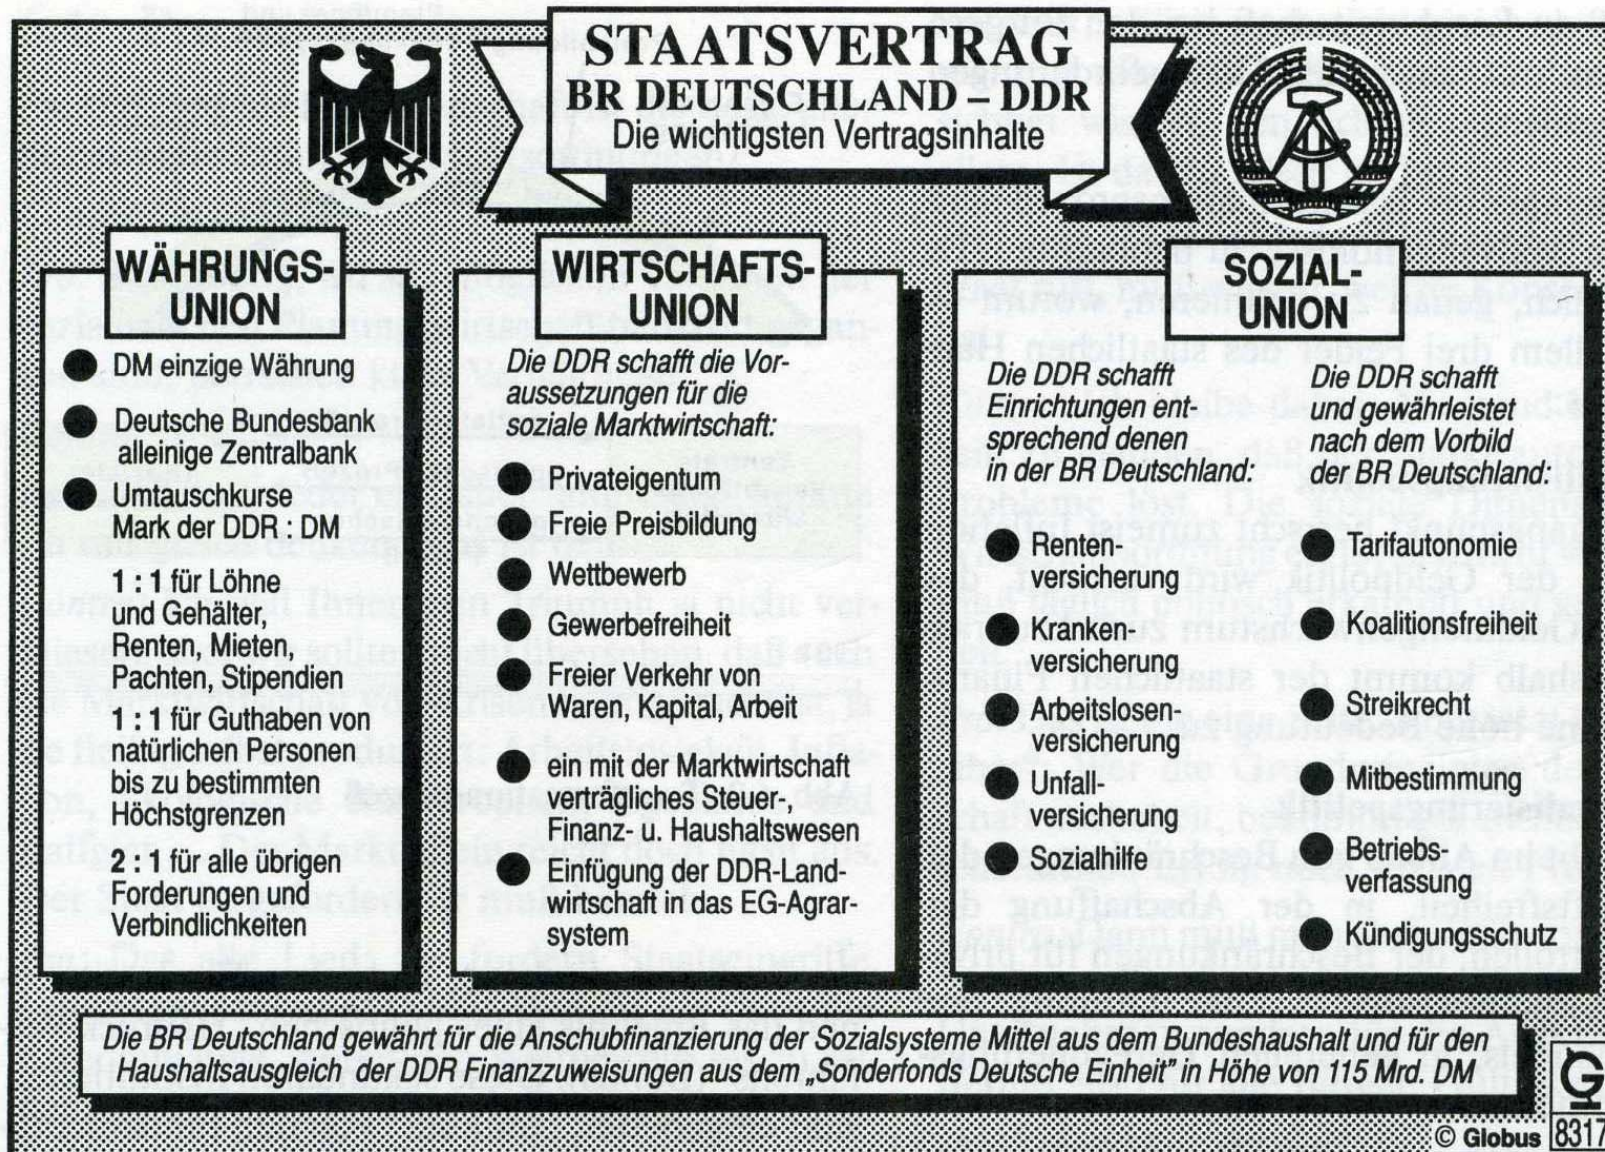 STAATSVERTRAG
BR DEUTSCHLAND – DDR
Die wichtigsten Vertragsinhalte
WÄHRUNGS-
UNION
DM einzige Währung
Deutsche Bundesbank
alleinige Zentralbank
Umtauschkurse
Mark der DDR : DM
1 : 1 für Löhne
und Gehälter,
Renten, Mieten,
Pachten, Stipendien
1 : 1 für Guthaben von
natürlichen Personen
bis zu bestimmten
Höchstgrenzen
2 : 1 für alle übrigen
Forderungen und
Verbindlichkeiten
WIRTSCHAFTS-
UNION
Die DDR schafft die Vor-
aussetzungen für die
soziale Marktwirtschaft:
Privateigentum
Freie Preisbildung
Wettbewerb
Gewerbefreiheit
Freier Verkehr von
Waren, Kapital, Arbeit
ein mit der Marktwirtschaft
verträgliches Steuer-,
Finanz- u. Haushaltswesen
Einfügung der DDR-Land-
wirtschaft in das EG-Agrar-
system
SOZIAL-
UNION
Die DDR schafft
Einrichtungen ent-
sprechend denen
in der BR Deutschland:
Renten-
versicherung
Kranken-
versicherung
Arbeitslosen-
versicherung
Unfall-
versicherung
Sozialhilfe
Die DDR schafft
und gewährleistet
nach dem Vorbild
der BR Deutschland:
Tarifautonomie
Koalitionsfreiheit
Streikrecht
Mitbestimmung
Betriebs-
verfassung
Kündigungsschutz
Die BR Deutschland gewährt für die Anschubfinanzierung der Sozialsysteme Mittel aus dem Bundeshaushalt und für den
Haushaltsausgleich der DDR Finanzzuweisungen aus dem „Sonderfonds Deutsche Einheit" in Höhe von 115 Mrd. DM
© Globus 8317